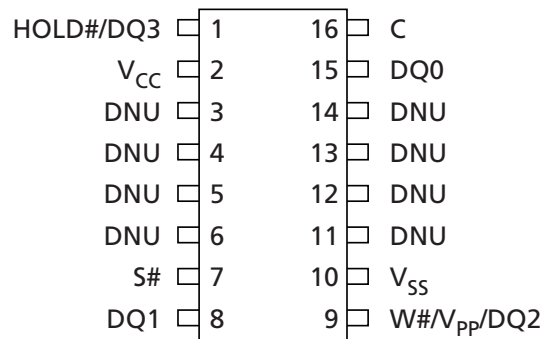 HOLD#/DQ3 1 16 C
VCC 2 15 DQ0
DNU 3 14 DNU
DNU 4 13 DNU
DNU 5 12 DNU
DNU 6 11 DNU
S# 7 10 VSS
DQ1 8 9 W#/VPP/DQ2